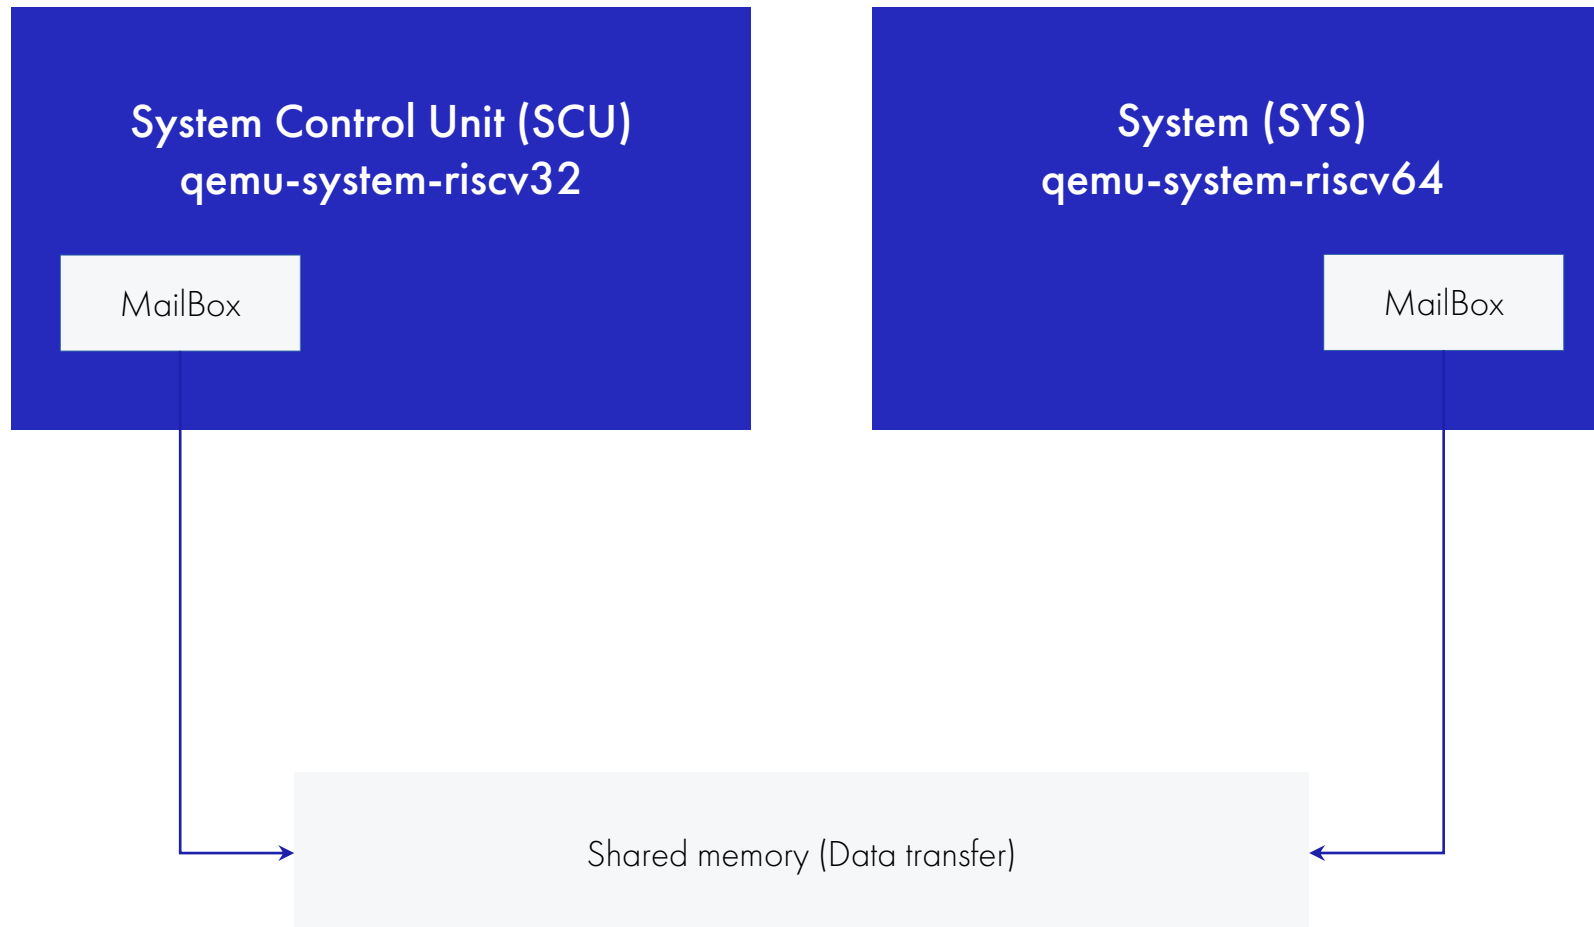 System Control Unit (SCU)
qemu-system-riscv32
MailBox
System (SYS)
qemu-system-riscv64
MailBox
Shared memory (Data transfer)